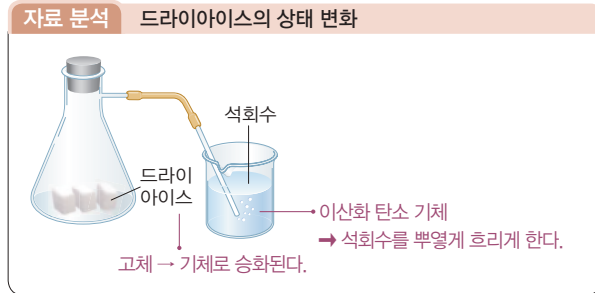 자료 분석 드라이아이스의 상태 변화
석회수
드라이
아이스
이산화 탄소 기체
➡ 석회수를 뿌옇게 흐리게 한다.
고체 → 기체로 승화된다.